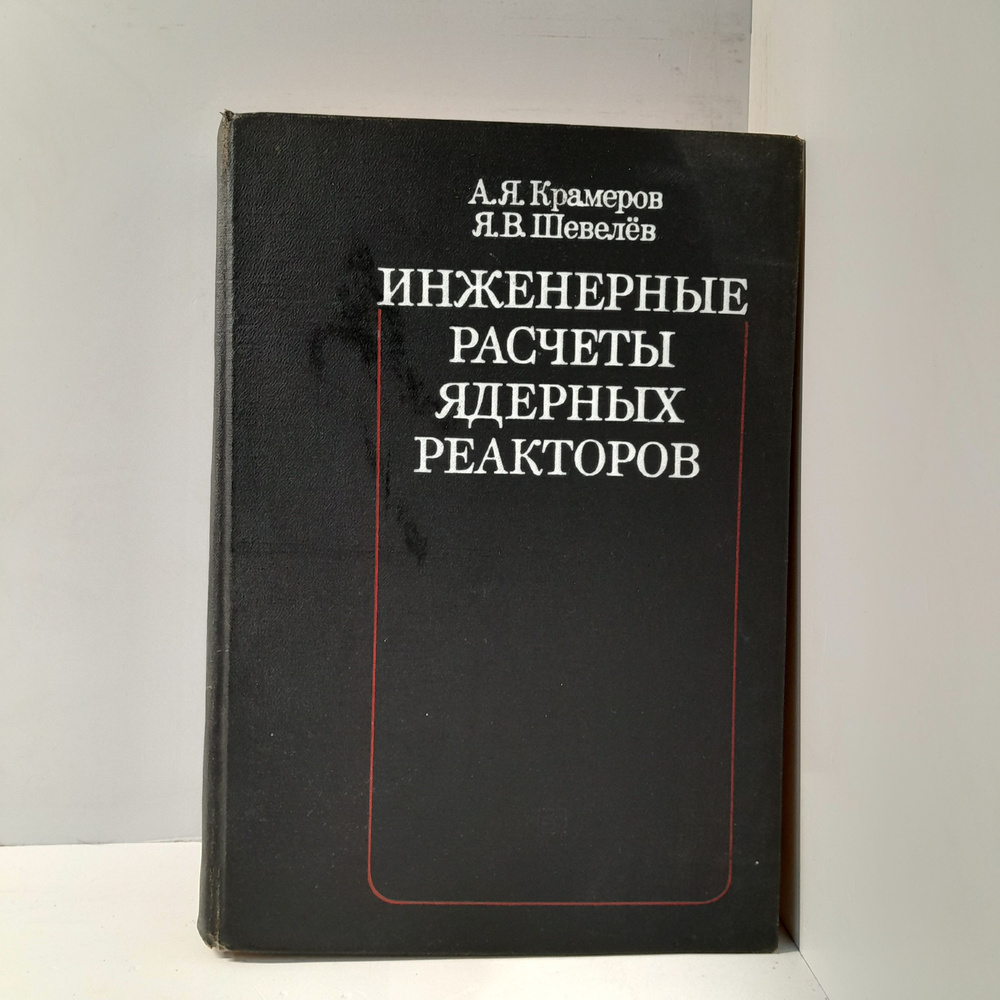 А.Я. Крамеров
Я.В. Шевелёв
ИНЖЕНЕРНЫЕ
РАСЧЕТЫ
ЯДЕРНЫХ
РЕАКТОРОВ